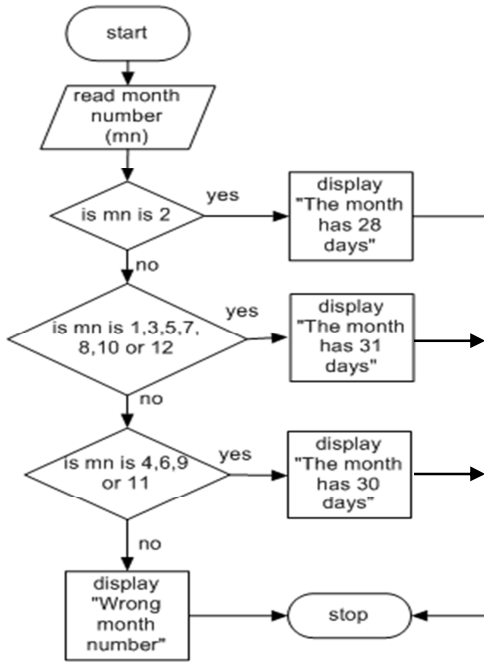 start
read month
number
(mn)
is mn is 2
yes
display
"The month
has 28
days"
no
is mn is 1,3,5,7,
8,10 or 12
yes
display
"The month
has 31
days"
no
is mn is 4,6,9
or 11
yes
display
"The month
has 30
days"
no
display
"Wrong
month
number"
stop